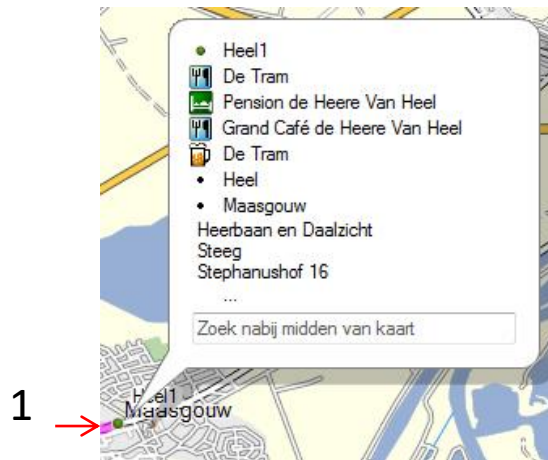 Heel1
De Tram
Pension de Heere Van Heel
Grand Café de Heere Van Heel
De Tram
Heel
Maasgouw
Heerbaan en Daalzicht
Steeg
Stephanushof 16
...
Zoek nabij midden van kaart
Heel1
Maasgouw
1